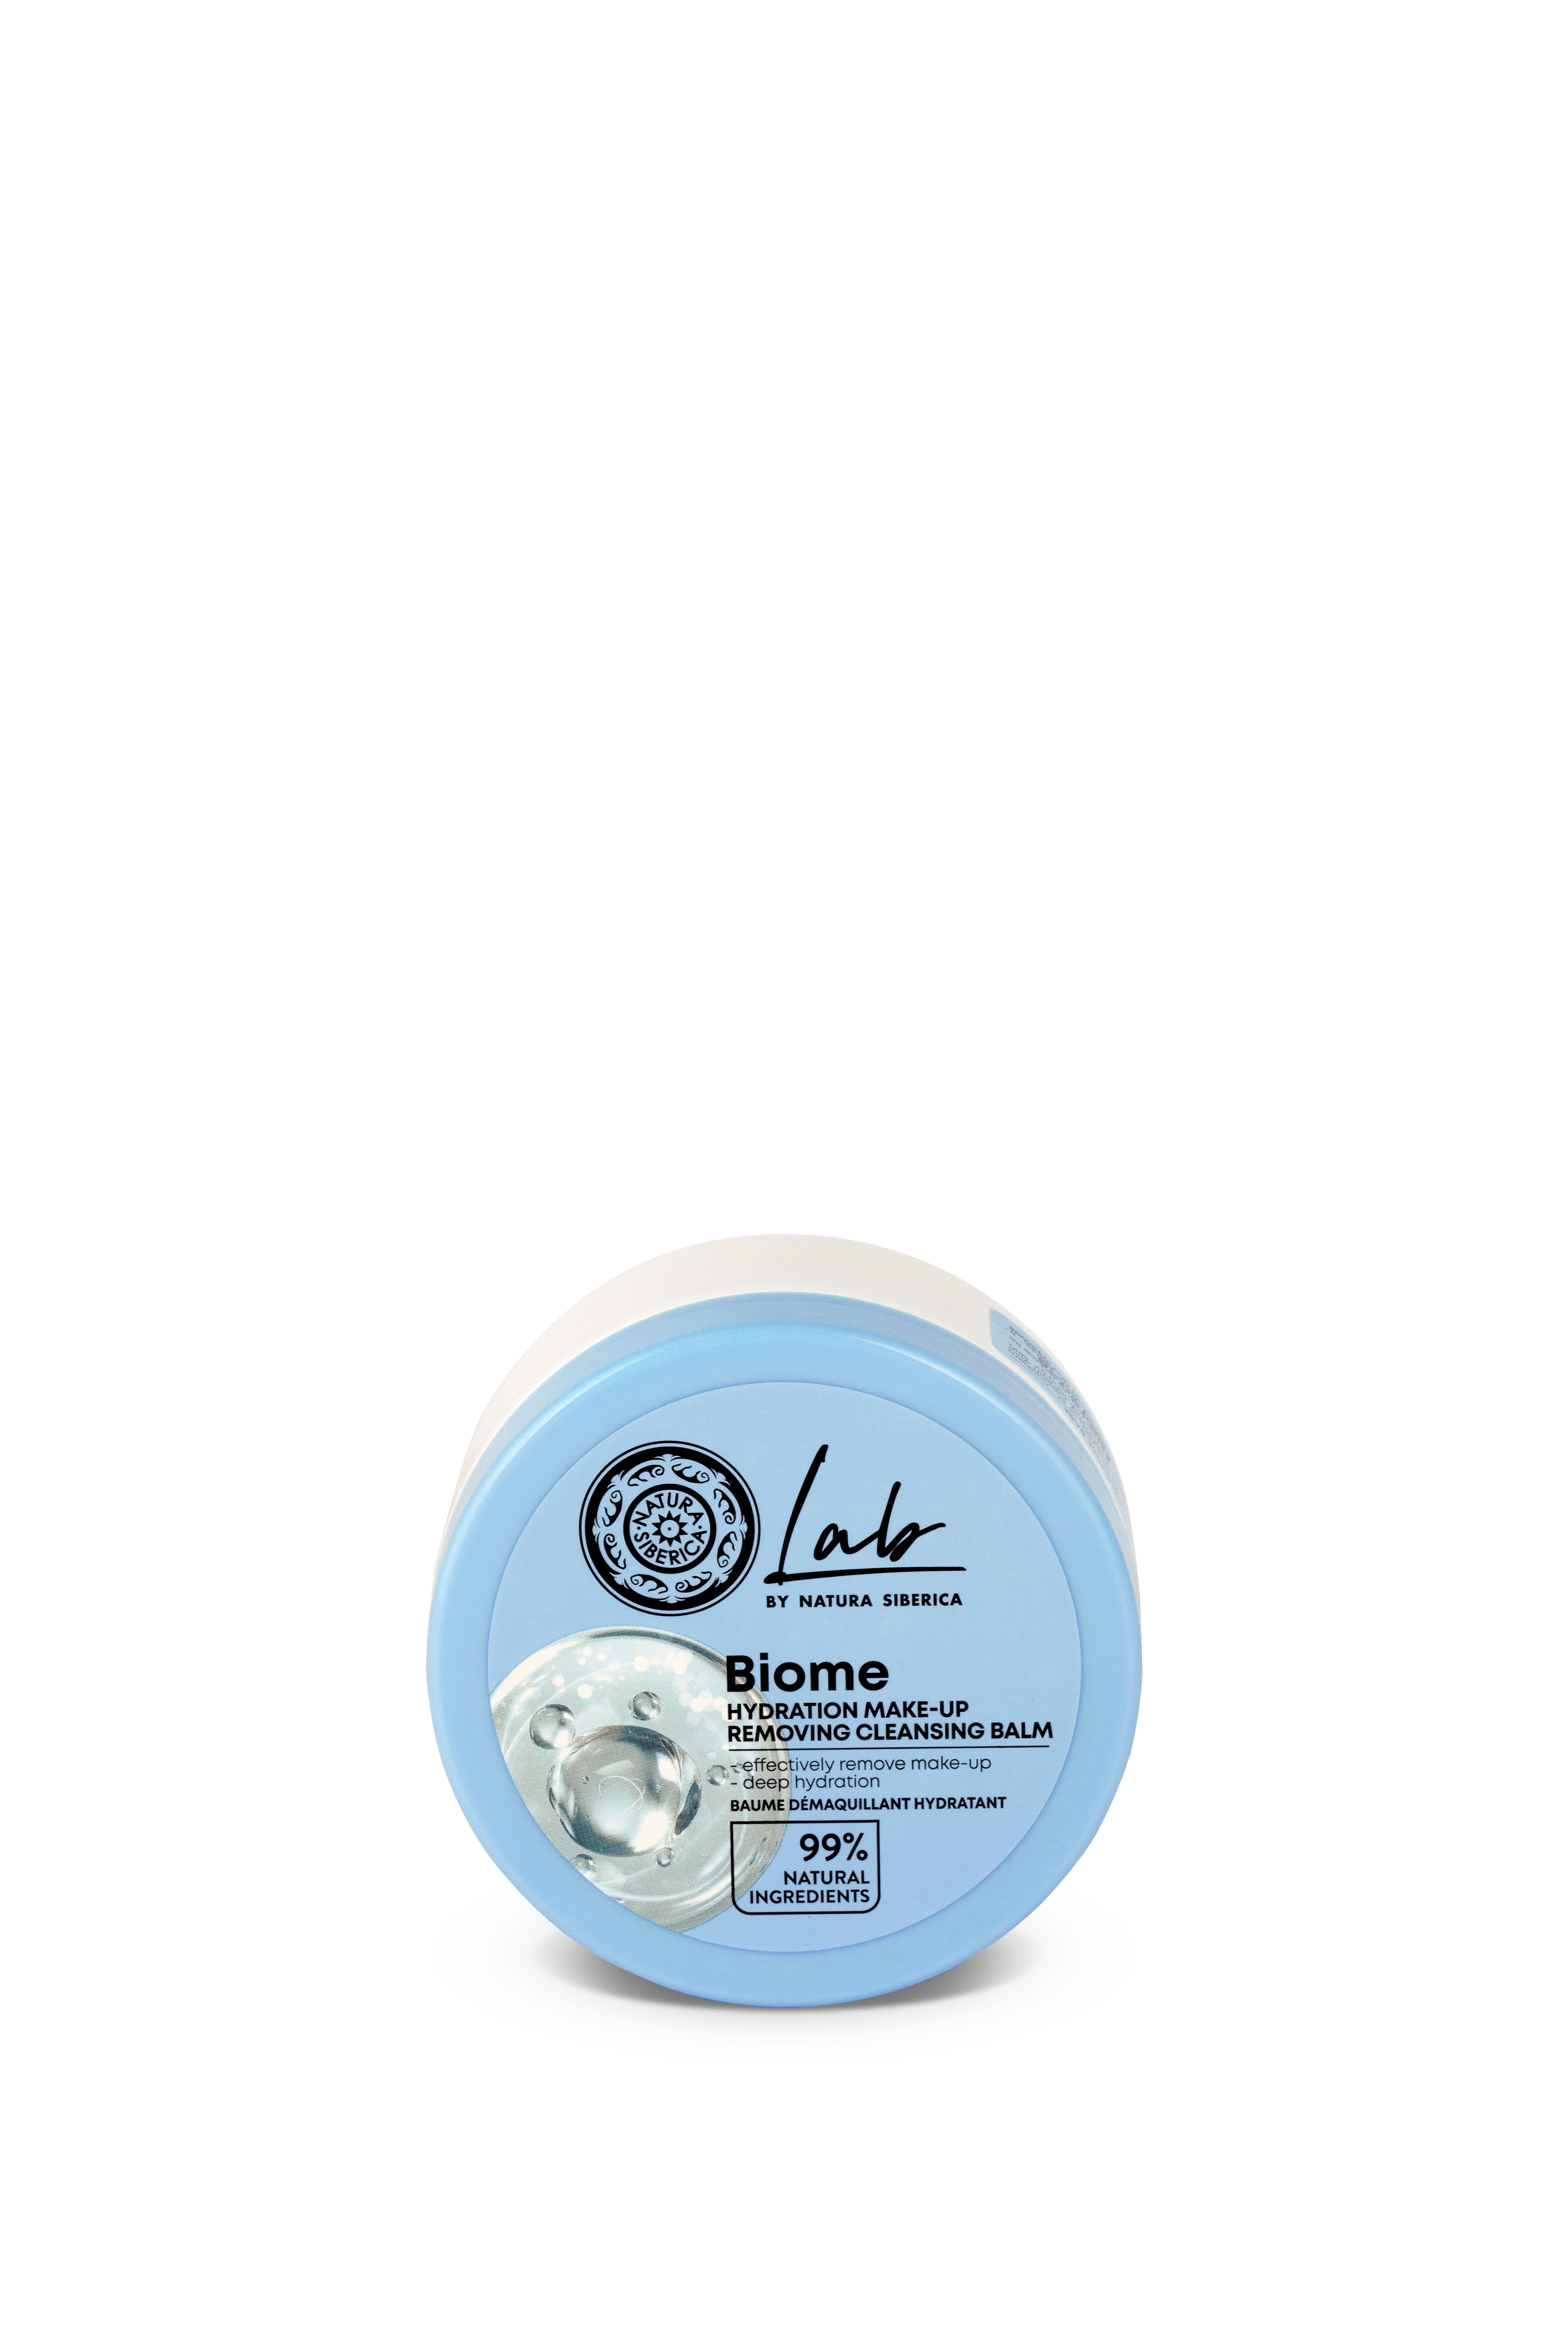 NATURA
SIBERICA
Lab
BY NATURA SIBERICA
Biome
HYDRATION MAKE-UP
REMOVING CLEANSING BALM
- effectively remove make-up
- deep hydration
BAUME DÉMAQUILLANT HYDRATANT
99%
NATURAL
INGREDIENTS